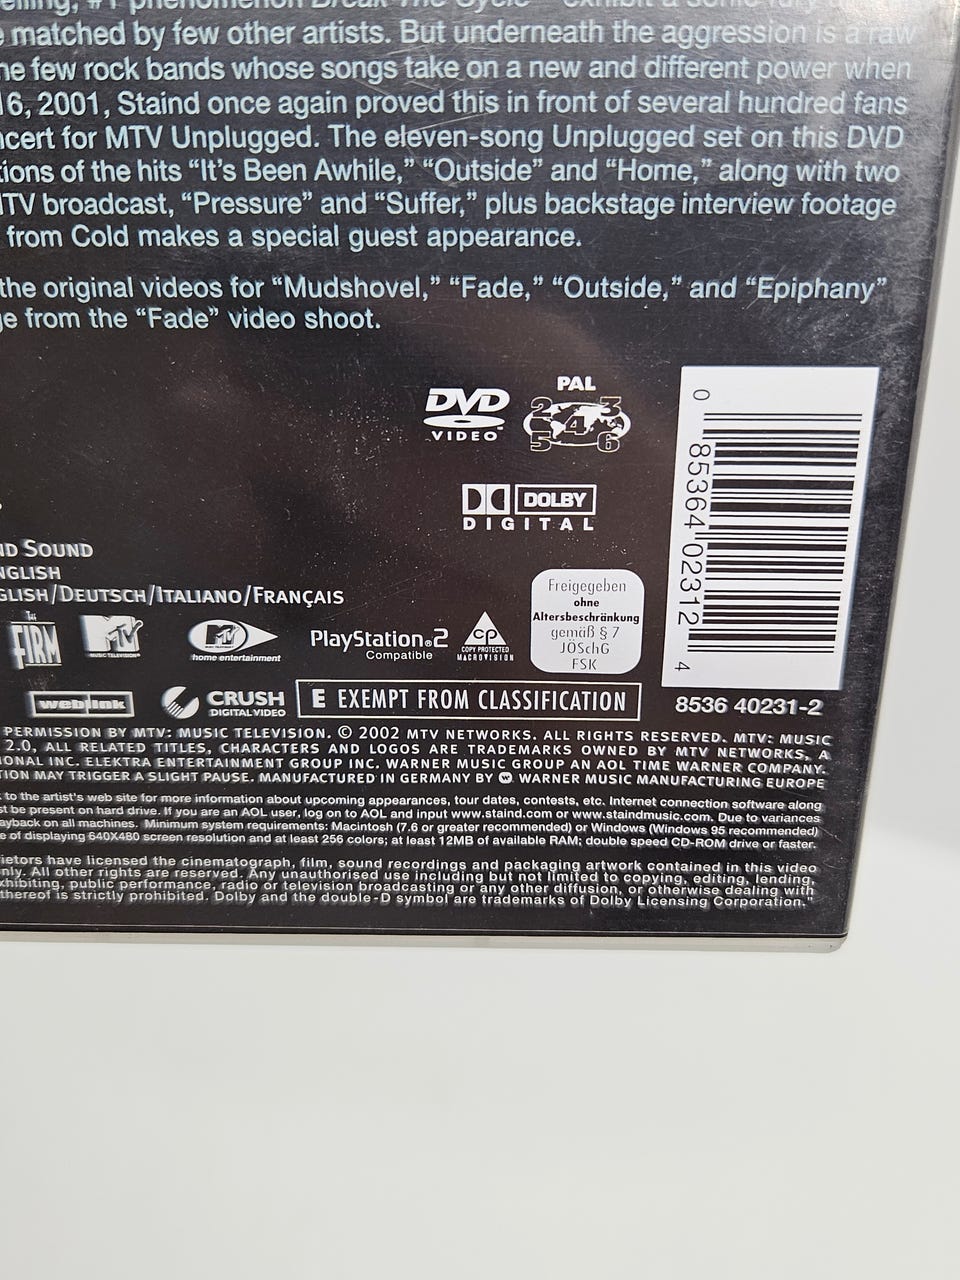 #1 phenomenon Break The Cycle exhibit a sonic fury
matched by few other artists. But underneath the aggression is a raw
few rock bands whose songs take on a new and different power when
16, 2001, Staind once again proved this in front of several hundred fans
for MTV Unplugged. The eleven-song Unplugged set on this DVD
of the hits “It’s Been Awhile,” “Outside” and “Home,” along with two
broadcast, “Pressure” and “Suffer,” plus backstage interview footage
from Cold makes a special guest appearance.
the original videos for “Mudshovel,” “Fade,” “Outside,” and “Epiphany”
from the “Fade” video shoot.
DVD
VIDEO
PAL
2 3
4
5 6
DOLBY
DIGITAL
0 85364 02312 4
SOUND
NGLISH
GLISH/DEUTSCH/ITALIANO/FRANÇAIS
THE FIRM
MTV
MUSIC TELEVISION
MTV
home entertainment
PlayStation®2
Compatible
CP
COPY PROTECTED
MACROVISION
Freigegeben
ohne
Altersbeschränkung
gemäß § 7
JÖSchG
FSK
weblink
CRUSH
DIGITAL VIDEO
E EXEMPT FROM CLASSIFICATION
8536 40231-2
PERMISSION BY MTV: MUSIC TELEVISION. © 2002 MTV NETWORKS. ALL RIGHTS RESERVED. MTV: MUSIC
2.0, ALL RELATED TITLES, CHARACTERS AND LOGOS ARE TRADEMARKS OWNED BY MTV NETWORKS, A
INC. ELEKTRA ENTERTAINMENT GROUP INC. WARNER MUSIC GROUP AN AOL TIME WARNER COMPANY.
MAY TRIGGER A SLIGHT PAUSE. MANUFACTURED IN GERMANY BY WARNER MUSIC MANUFACTURING EUROPE
to the artist's web site for more information about upcoming appearances, tour dates, contests, etc. Internet connection software along
be present on hard drive. If you are an AOL user, log on to AOL and input www.staind.com or www.staindmusic.com. Due to variances
on all machines. Minimum system requirements: Macintosh (7.6 or greater recommended) or Windows (Windows 95 recommended)
of displaying 640X480 screen resolution and at least 256 colors; at least 12MB of available RAM; double speed CD-ROM drive or faster.
have licensed the cinematograph, film, sound recordings and packaging artwork contained in this video
only. All other rights are reserved. Any unauthorised use including but not limited to copying, editing, lending,
exhibiting, public performance, radio or television broadcasting or any other diffusion, or otherwise dealing with
thereof is strictly prohibited. Dolby and the double-D symbol are trademarks of Dolby Licensing Corporation."